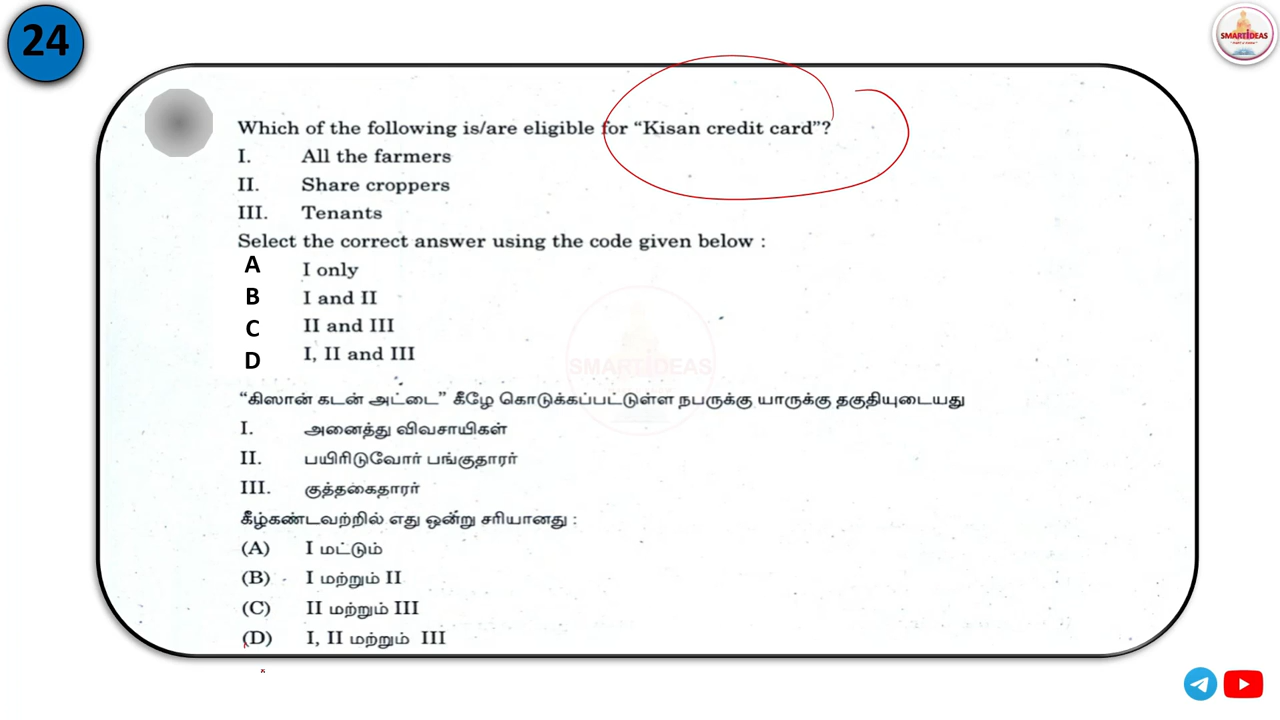 24
SMARTIDEAS
Which of the following is/are eligible for “Kisan credit card”?
I. All the farmers
II. Share croppers
III. Tenants
Select the correct answer using the code given below :
A I only
B I and II
C II and III
D I, II and III
SMARTIDEAS
“கிஸான் கடன் அட்டை” கீழே கொடுக்கப்பட்டுள்ள நபருக்கு யாருக்கு தகுதியுடையது
I. அனைத்து விவசாயிகள்
II. பயிரிடுவோர் பங்குதாரர்
III. குத்தகைதாரர்
கீழ்கண்டவற்றில் எது ஒன்று சரியானது :
(A) I மட்டும்
(B) I மற்றும் II
(C) II மற்றும் III
(D) I, II மற்றும் III